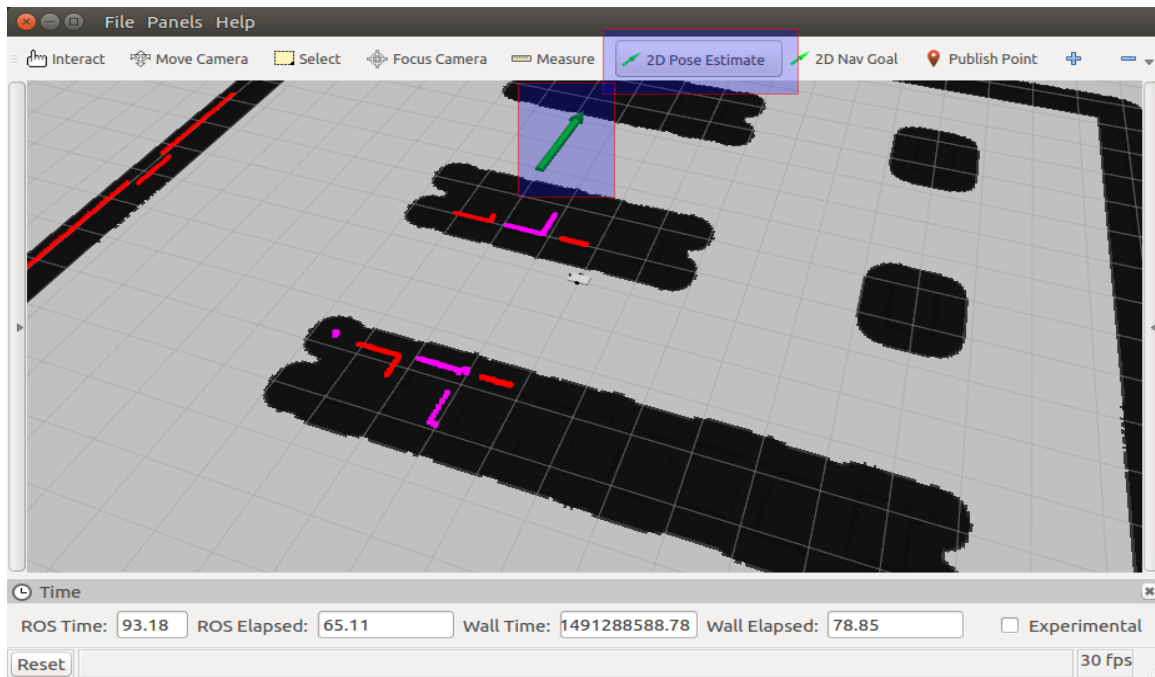 File Panels Help
Interact Move Camera Select Focus Camera Measure 2D Pose Estimate 2D Nav Goal Publish Point
Time
ROS Time: 93.18 ROS Elapsed: 65.11 Wall Time: 1491288588.78 Wall Elapsed: 78.85 Experimental
Reset 30 fps